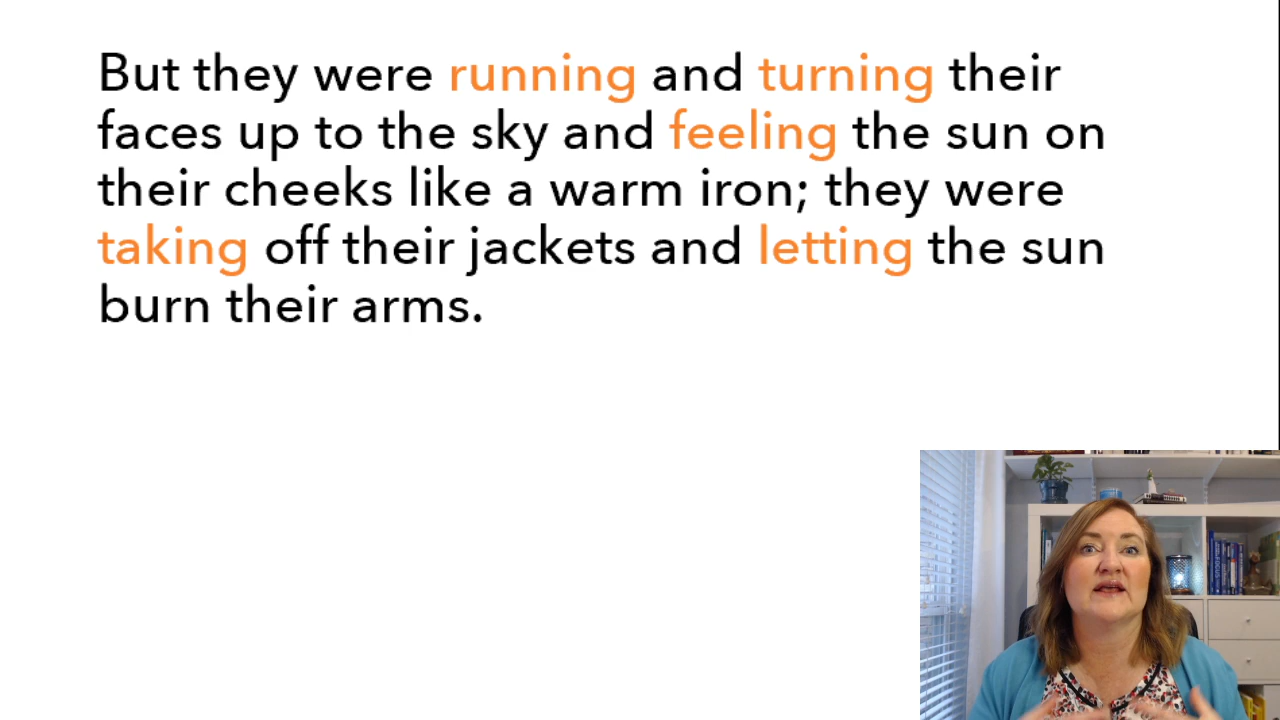 But they were running and turning their
faces up to the sky and feeling the sun on
their cheeks like a warm iron; they were
taking off their jackets and letting the sun
burn their arms.